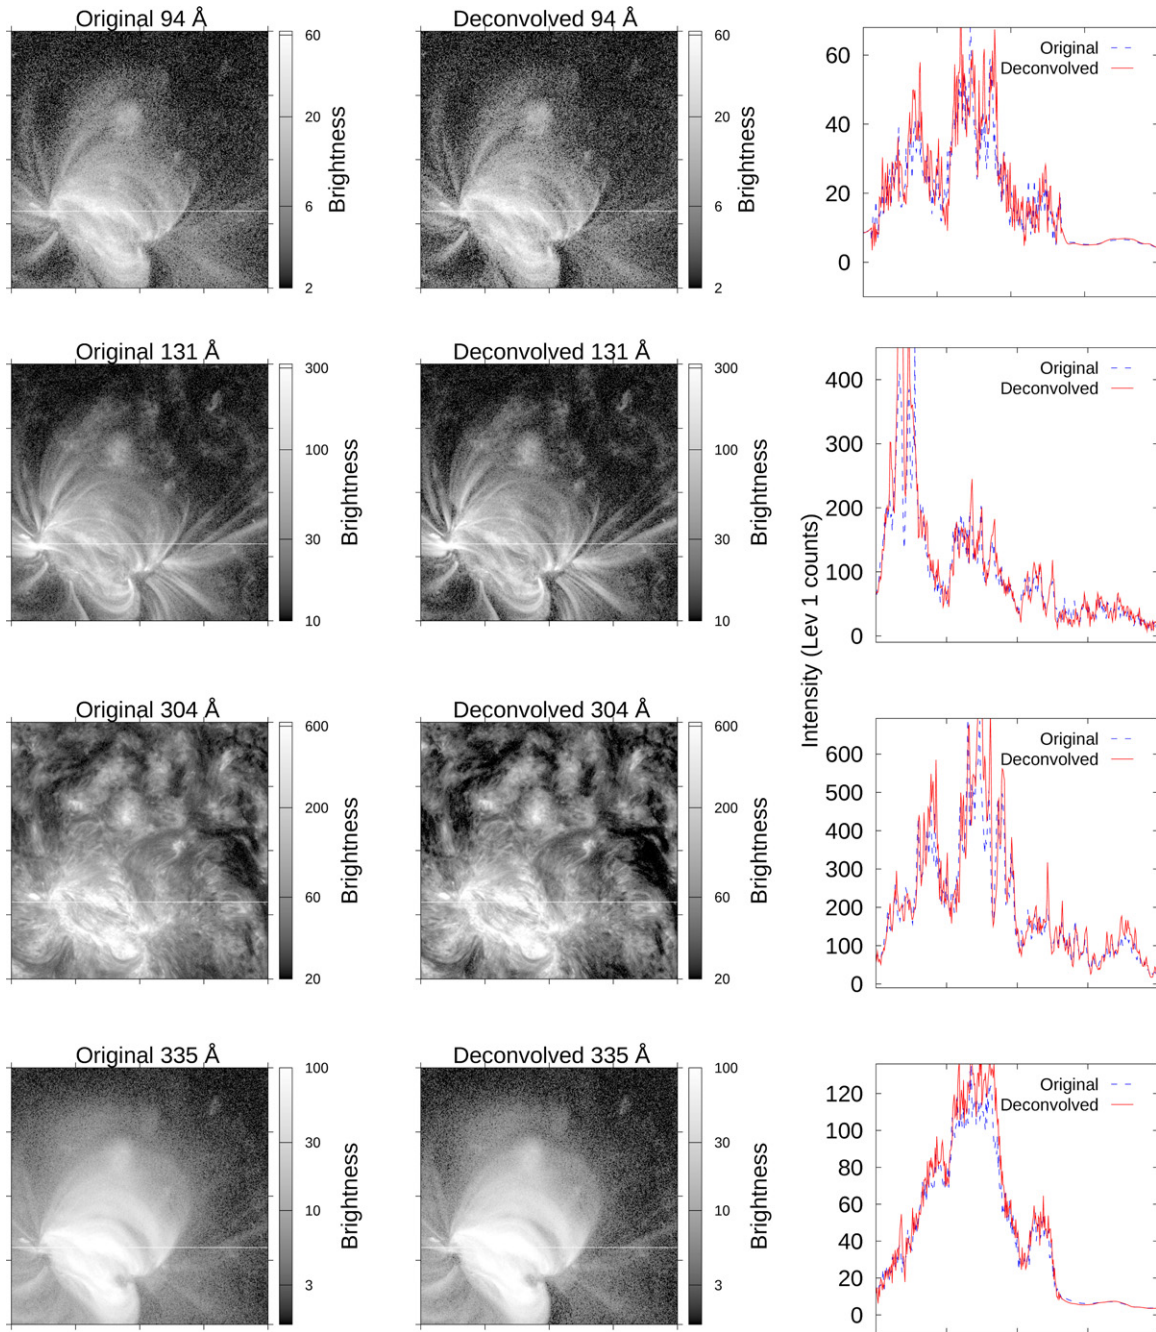 Original 94 Å
60
20
6
2
Brightness
Deconvolved 94 Å
60
20
6
2
Brightness
60
40
20
0
Original
Deconvolved
Original 131 Å
300
100
30
10
Brightness
Deconvolved 131 Å
300
100
30
10
Brightness
400
300
200
100
0
Original
Deconvolved
Intensity (Lev 1 counts)
Original 304 Å
600
200
60
20
Brightness
Deconvolved 304 Å
600
200
60
20
Brightness
600
500
400
300
200
100
0
Original
Deconvolved
Original 335 Å
100
30
10
3
Brightness
Deconvolved 335 Å
100
30
10
3
Brightness
120
100
80
60
40
20
0
Original
Deconvolved